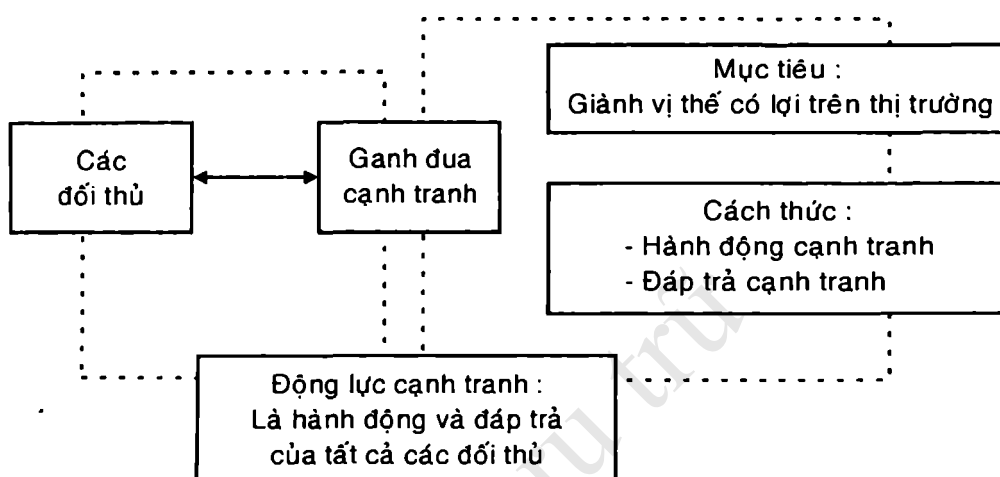 Mục tiêu :
Giành vị thế có lợi trên thị trường
Các
đối thủ
Ganh đua
cạnh tranh
Cách thức :
- Hành động cạnh tranh
- Đáp trả cạnh tranh
Động lực cạnh tranh :
Là hành động và đáp trả
của tất cả các đối thủ